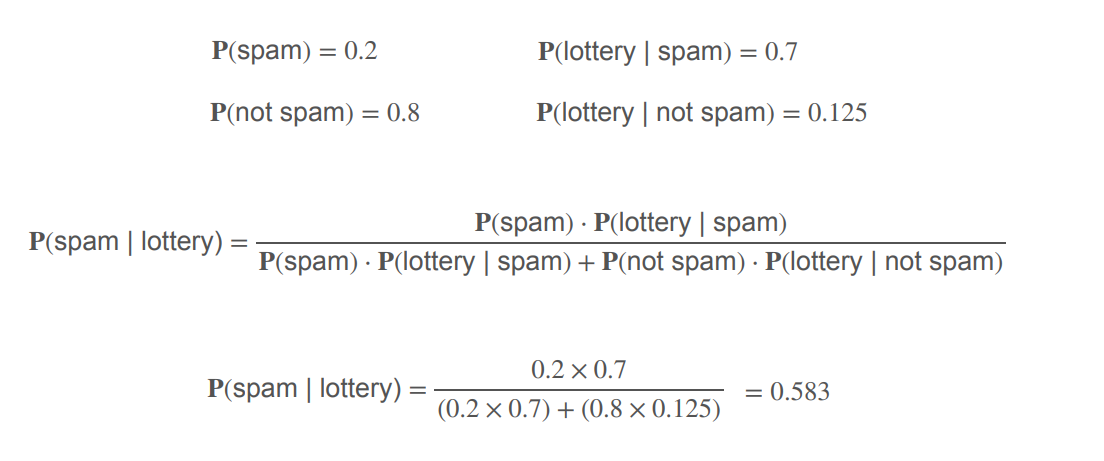 P(spam) = 0.2 P(lottery | spam) = 0.7
P(not spam) = 0.8 P(lottery | not spam) = 0.125
P(spam) · P(lottery | spam)
P(spam | lottery) =
P(spam) · P(lottery | spam) + P(not spam) · P(lottery | not spam)
0.2 × 0.7
P(spam | lottery) = = 0.583
(0.2 × 0.7) + (0.8 × 0.125)